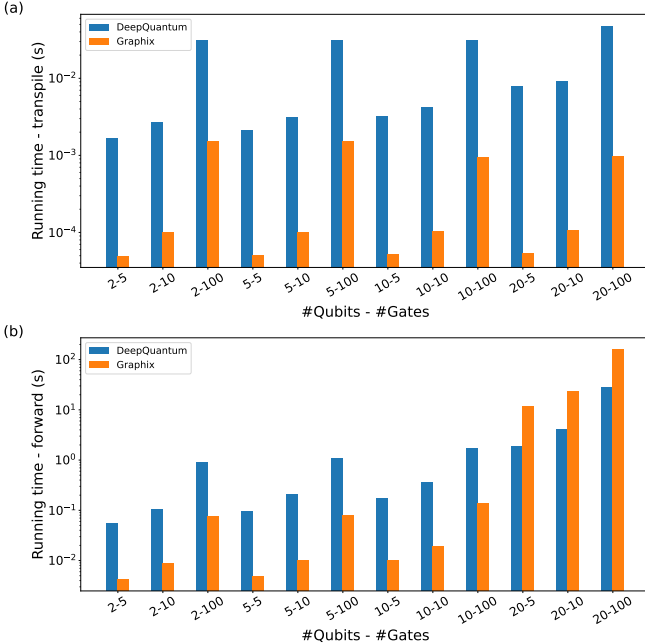 (a)
DeepQuantum
Graphix
Running time - transpile (s)
10⁻²
10⁻³
10⁻⁴
2-5 2-10 2-100 5-5 5-10 5-100 10-5 10-10 10-100 20-5 20-10 20-100
#Qubits - #Gates
(b)
DeepQuantum
Graphix
Running time - forward (s)
10²
10¹
10⁰
10⁻¹
10⁻²
2-5 2-10 2-100 5-5 5-10 5-100 10-5 10-10 10-100 20-5 20-10 20-100
#Qubits - #Gates